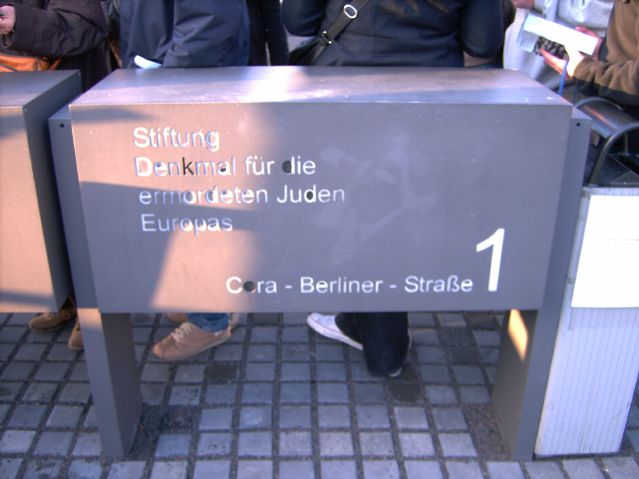 Stiftung
Denkmal für die
ermordeten Juden
Europas
Cora - Berliner - Straße 1